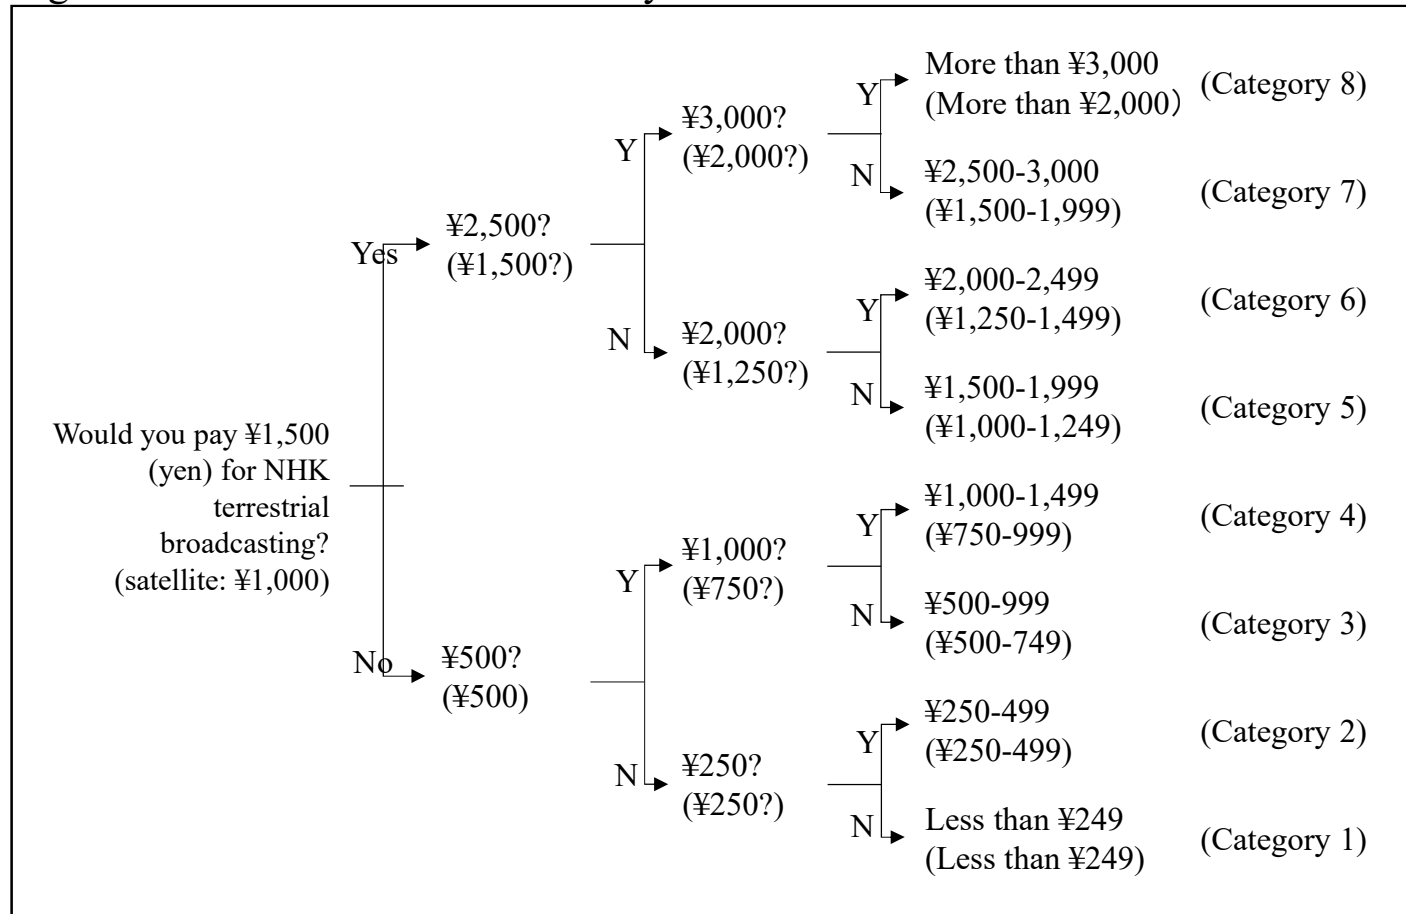 Would you pay ¥1,500
(yen) for NHK
terrestrial
broadcasting?
(satellite: ¥1,000)
Yes
¥2,500?
(¥1,500?)
Y
¥3,000?
(¥2,000?)
Y
More than ¥3,000
(More than ¥2,000)
(Category 8)
N
¥2,500-3,000
(¥1,500-1,999)
(Category 7)
N
¥2,000?
(¥1,250?)
Y
¥2,000-2,499
(¥1,250-1,499)
(Category 6)
N
¥1,500-1,999
(¥1,000-1,249)
(Category 5)
No
¥500?
(¥500)
Y
¥1,000?
(¥750?)
Y
¥1,000-1,499
(¥750-999)
(Category 4)
N
¥500-999
(¥500-749)
(Category 3)
N
¥250?
(¥250?)
Y
¥250-499
(¥250-499)
(Category 2)
N
Less than ¥249
(Less than ¥249)
(Category 1)